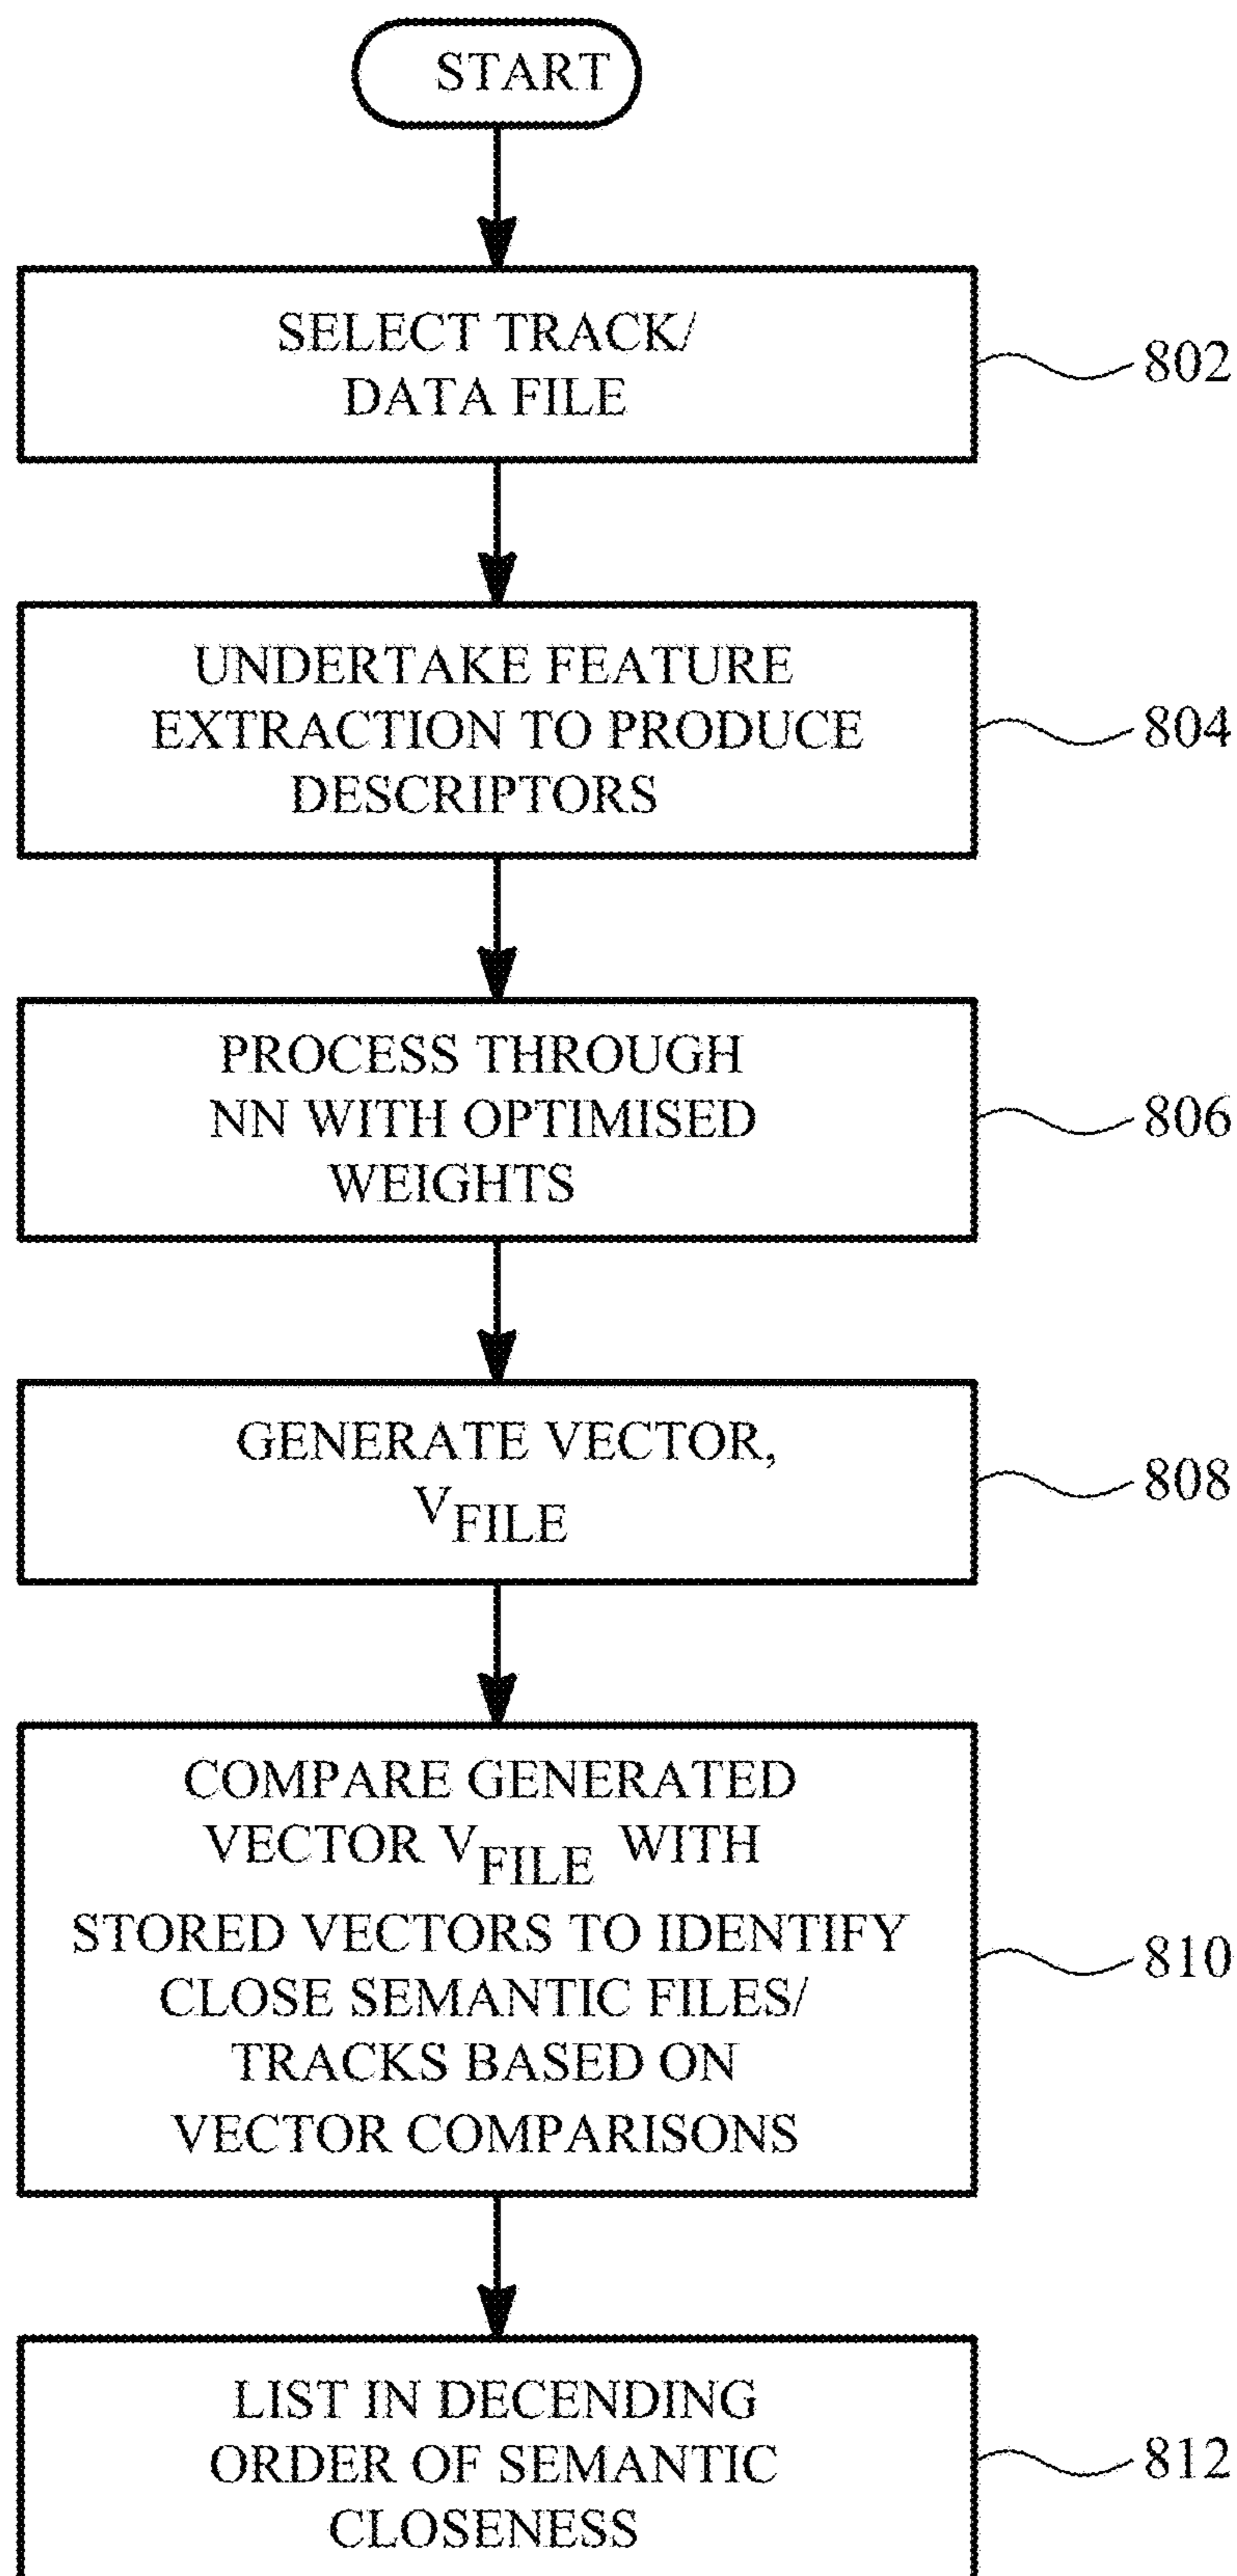 START
SELECT TRACK/
DATA FILE
802
UNDERTAKE FEATURE
EXTRACTION TO PRODUCE
DESCRIPTORS
804
PROCESS THROUGH
NN WITH OPTIMISED
WEIGHTS
806
GENERATE VECTOR,
VFILE
808
COMPARE GENERATED
VECTOR VFILE WITH
STORED VECTORS TO IDENTIFY
CLOSE SEMANTIC FILES/
TRACKS BASED ON
VECTOR COMPARISONS
810
LIST IN DECENDING
ORDER OF SEMANTIC
CLOSENESS
812